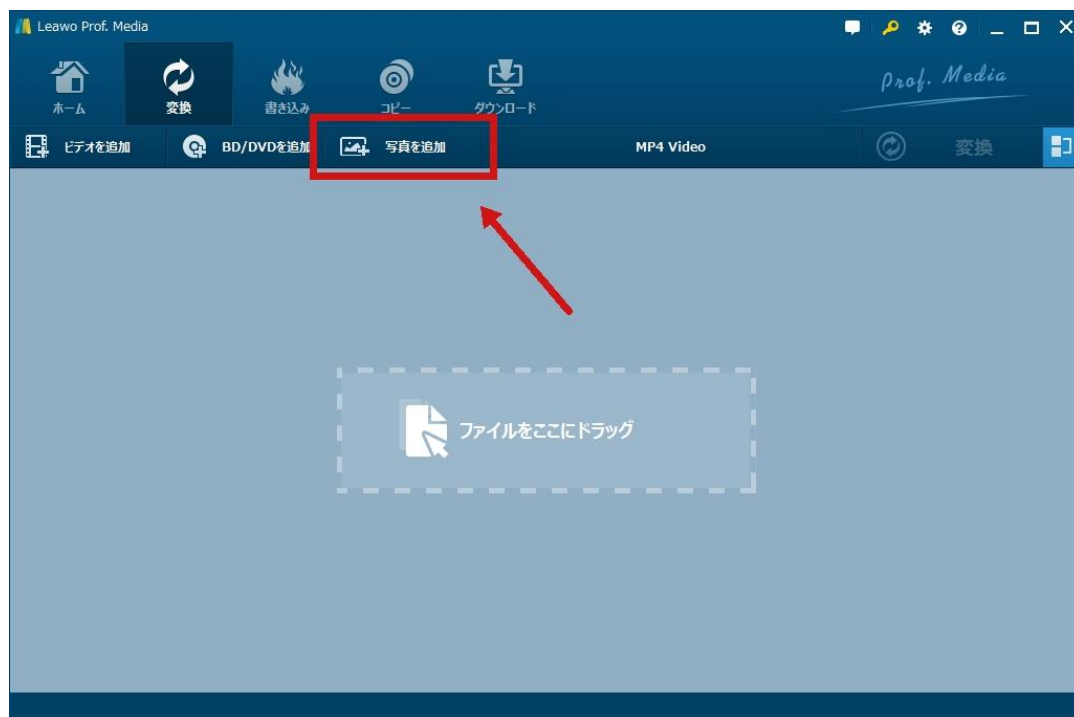 Leawo Prof. Media
ホーム
変換
書き込み
コピー
ダウンロード
Prof. Media
ビデオを追加
BD/DVDを追加
写真を追加
MP4 Video
変換
ファイルをここにドラッグ